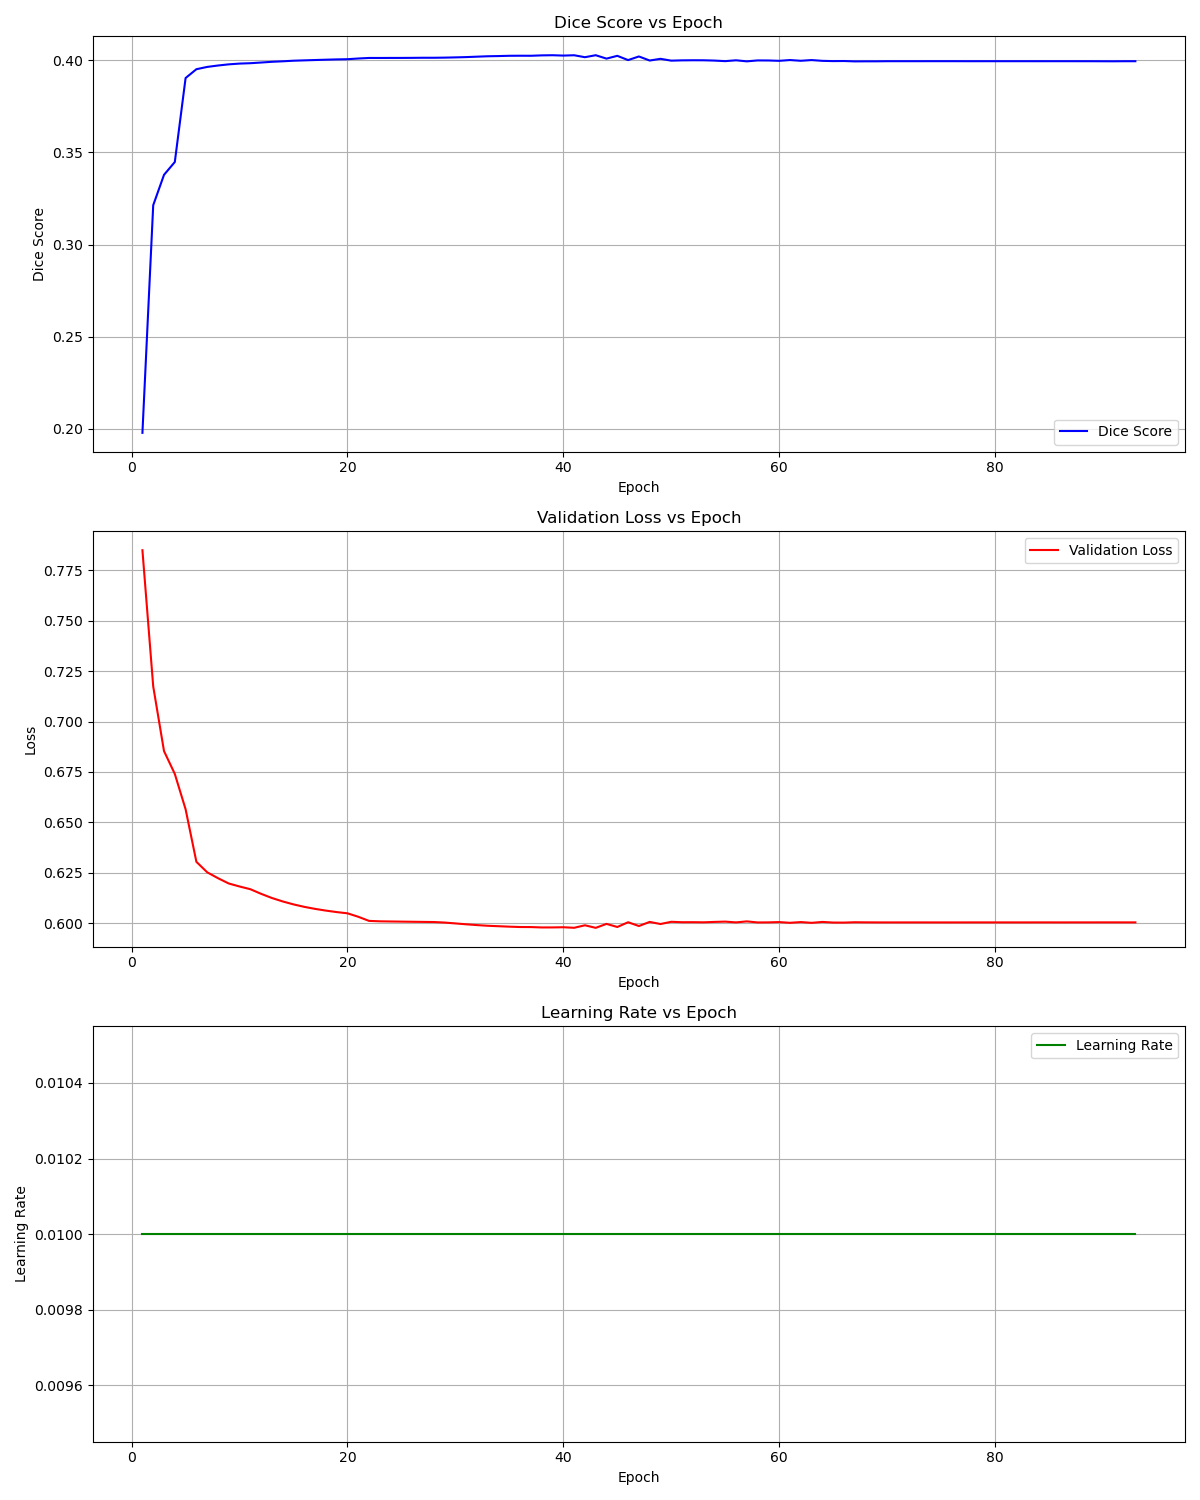 Dice Score vs Epoch
0.40
0.35
0.30
0.25
0.20
Dice Score
Dice Score
0 20 40 60 80
Epoch
Validation Loss vs Epoch
0.775
0.750
0.725
0.700
0.675
0.650
0.625
0.600
Loss
Validation Loss
0 20 40 60 80
Epoch
Learning Rate vs Epoch
0.0104
0.0102
0.0100
0.0098
0.0096
Learning Rate
Learning Rate
0 20 40 60 80
Epoch